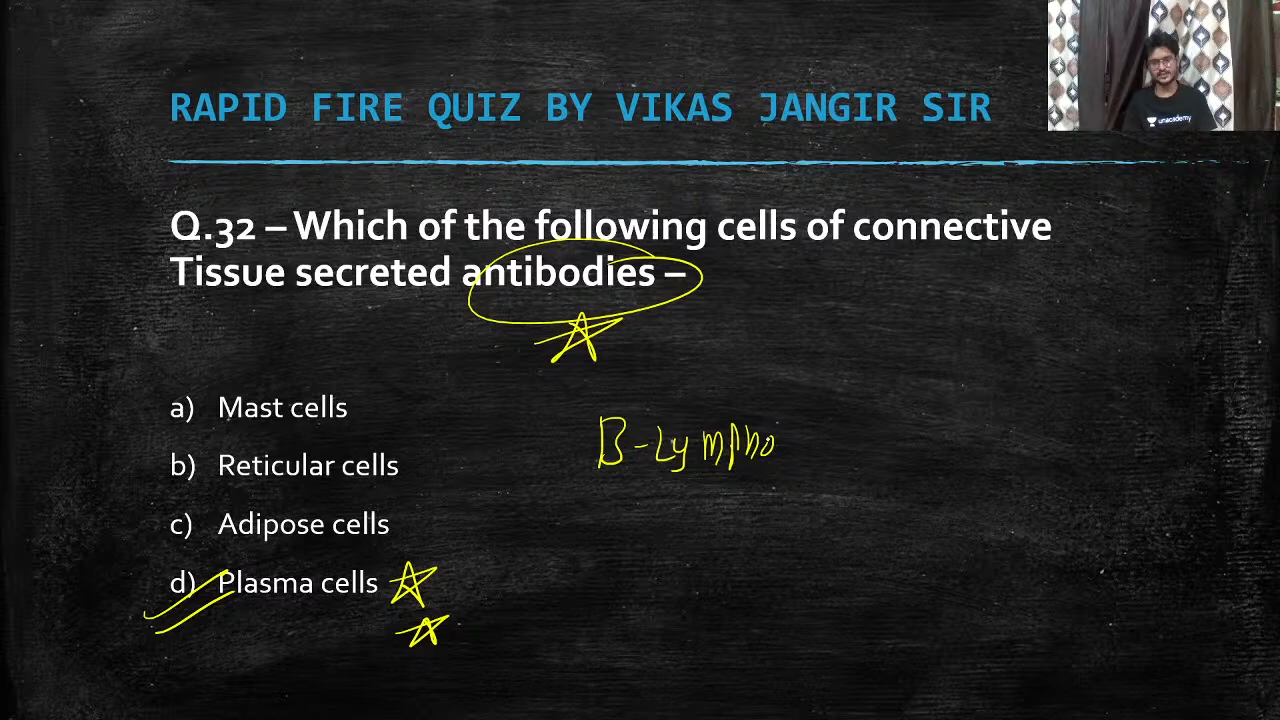 RAPID FIRE QUIZ BY VIKAS JANGIR SIR
Q.32 – Which of the following cells of connective
Tissue secreted antibodies –
a) Mast cells
B-Lympho
b) Reticular cells
c) Adipose cells
d) Plasma cells
unacademy